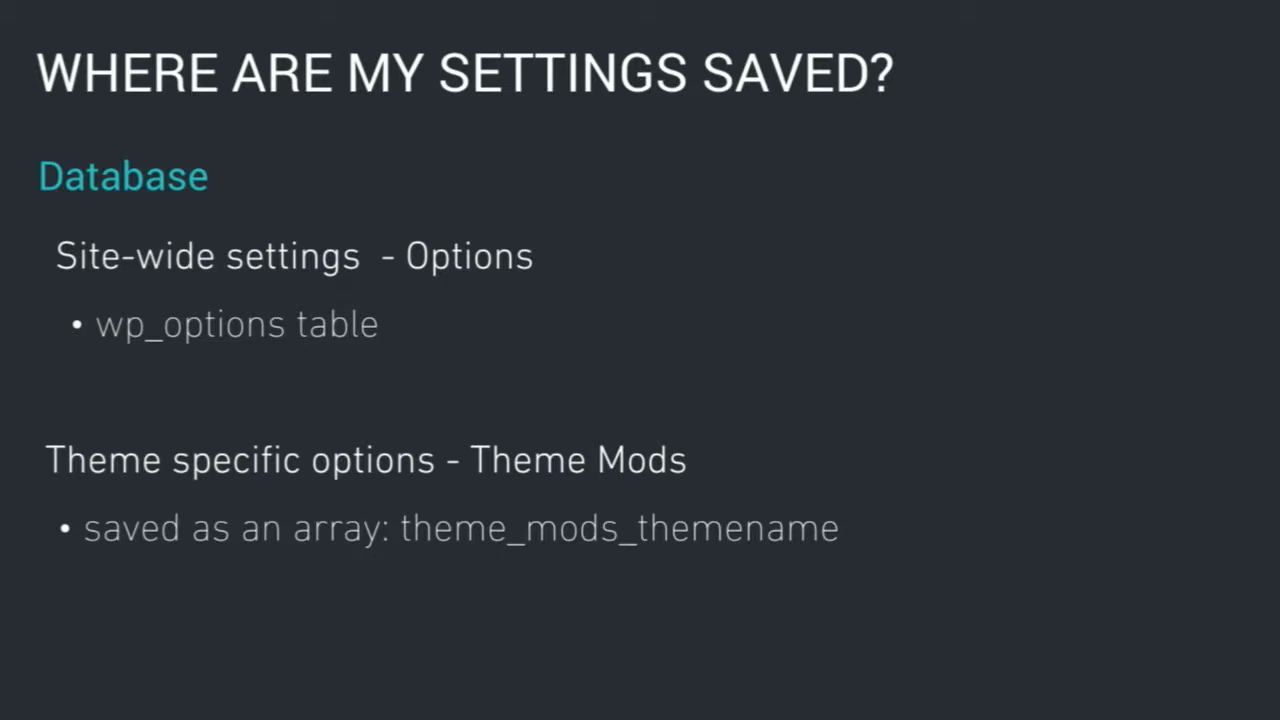 WHERE ARE MY SETTINGS SAVED?
Database
Site-wide settings - Options
• wp_options table
Theme specific options - Theme Mods
• saved as an array: theme_mods_themename